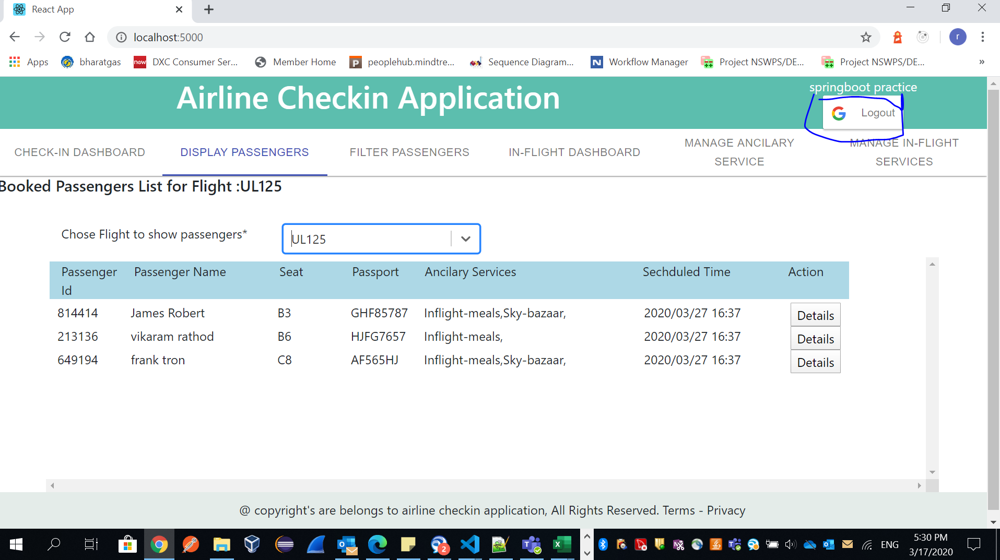 React App
localhost:5000
r
Apps bharatgas now DXC Consumer Ser... Member Home P peoplehub.mindtre... Sequence Diagram... N Workflow Manager Project NSWPS/DE... Project NSWPS/DE... »
Airline Checkin Application
springboot practice
G Logout
CHECK-IN DASHBOARD DISPLAY PASSENGERS FILTER PASSENGERS IN-FLIGHT DASHBOARD MANAGE ANCILARY SERVICE MANAGE IN-FLIGHT SERVICES
Booked Passengers List for Flight :UL125
Chose Flight to show passengers* UL125
Passenger Id Passenger Name Seat Passport Ancilary Services Sechduled Time Action
814414 James Robert B3 GHF85787 Inflight-meals,Sky-bazaar, 2020/03/27 16:37 Details
213136 vikaram rathod B6 HJFG7657 Inflight-meals, 2020/03/27 16:37 Details
649194 frank tron C8 AF565HJ Inflight-meals,Sky-bazaar, 2020/03/27 16:37 Details
@ copyright's are belongs to airline checkin application, All Rights Reserved. Terms - Privacy
2
ENG
5:30 PM
3/17/2020